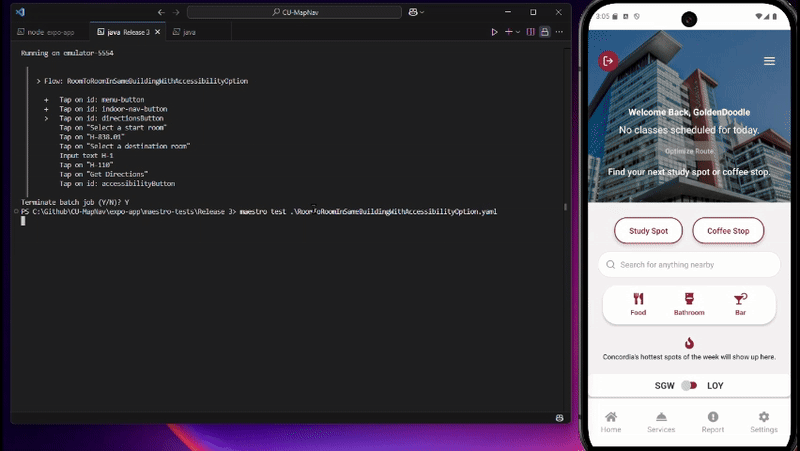 CU-MapNav
node expo-app
java Release 3
java
Running on emulator-5554
> Flow: RoomToRoomInSameBuildingWithAccessibilityOption
+ Tap on id: menu-button
+ Tap on id: indoor-nav-button
> Tap on id: directionsButton
Tap on "Select a start room"
Tap on "H-838.01"
Tap on "Select a destination room"
Input text H-1
Tap on "H-110"
Tap on "Get Directions"
Tap on id: accessibilityButton
Terminate batch job (Y/N)? Y
PS C:\Github\CU-MapNav\expo-app\maestro-tests\Release 3> maestro test .\RoomToRoomInSameBuildingWithAccessibilityOption.yaml
3:05
Welcome Back, GoldenDoodle
No classes scheduled for today.
Optimize Route
Find your next study spot or coffee stop.
Study Spot
Coffee Stop
Search for anything nearby
Food
Bathroom
Bar
Concordia's hottest spots of the week will show up here.
SGW
LOY
Home
Services
Report
Settings